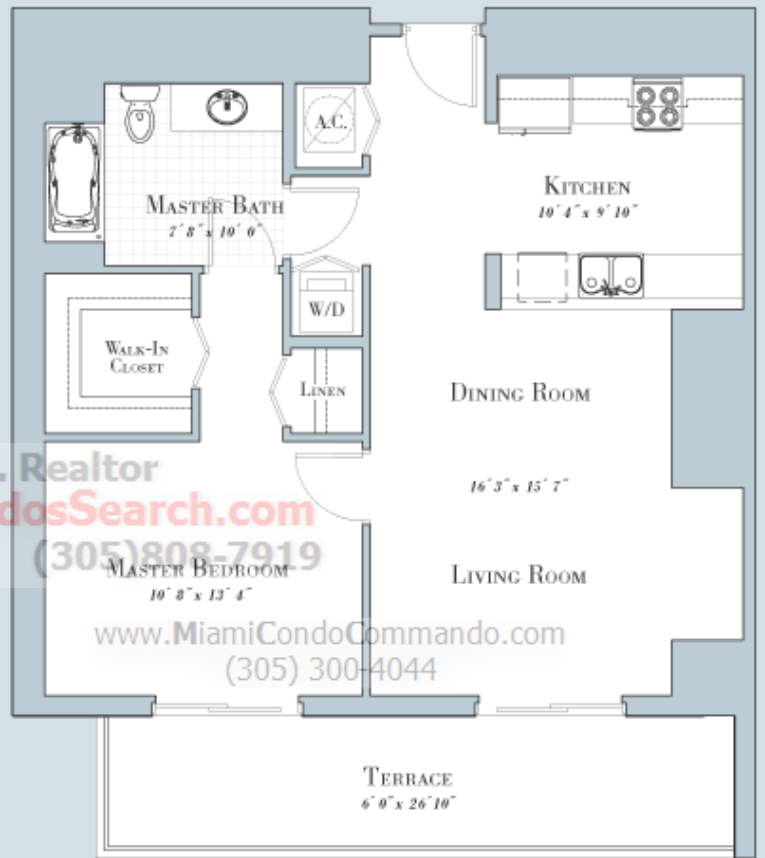 A.C.
KITCHEN
10´ 4˝ x 9´ 10˝
MASTER BATH
7´ 8˝ x 10´ 0˝
W/D
WALK-IN
CLOSET
LINEN
DINING ROOM
16´ 3˝ x 15´ 7˝
. Realtor
dosSearch.com
(305)808-7919
MASTER BEDROOM
10´ 8˝ x 13´ 4˝
LIVING ROOM
www.MiamiCondoCommando.com
(305) 300-4044
TERRACE
6´ 0˝ x 26´ 10˝